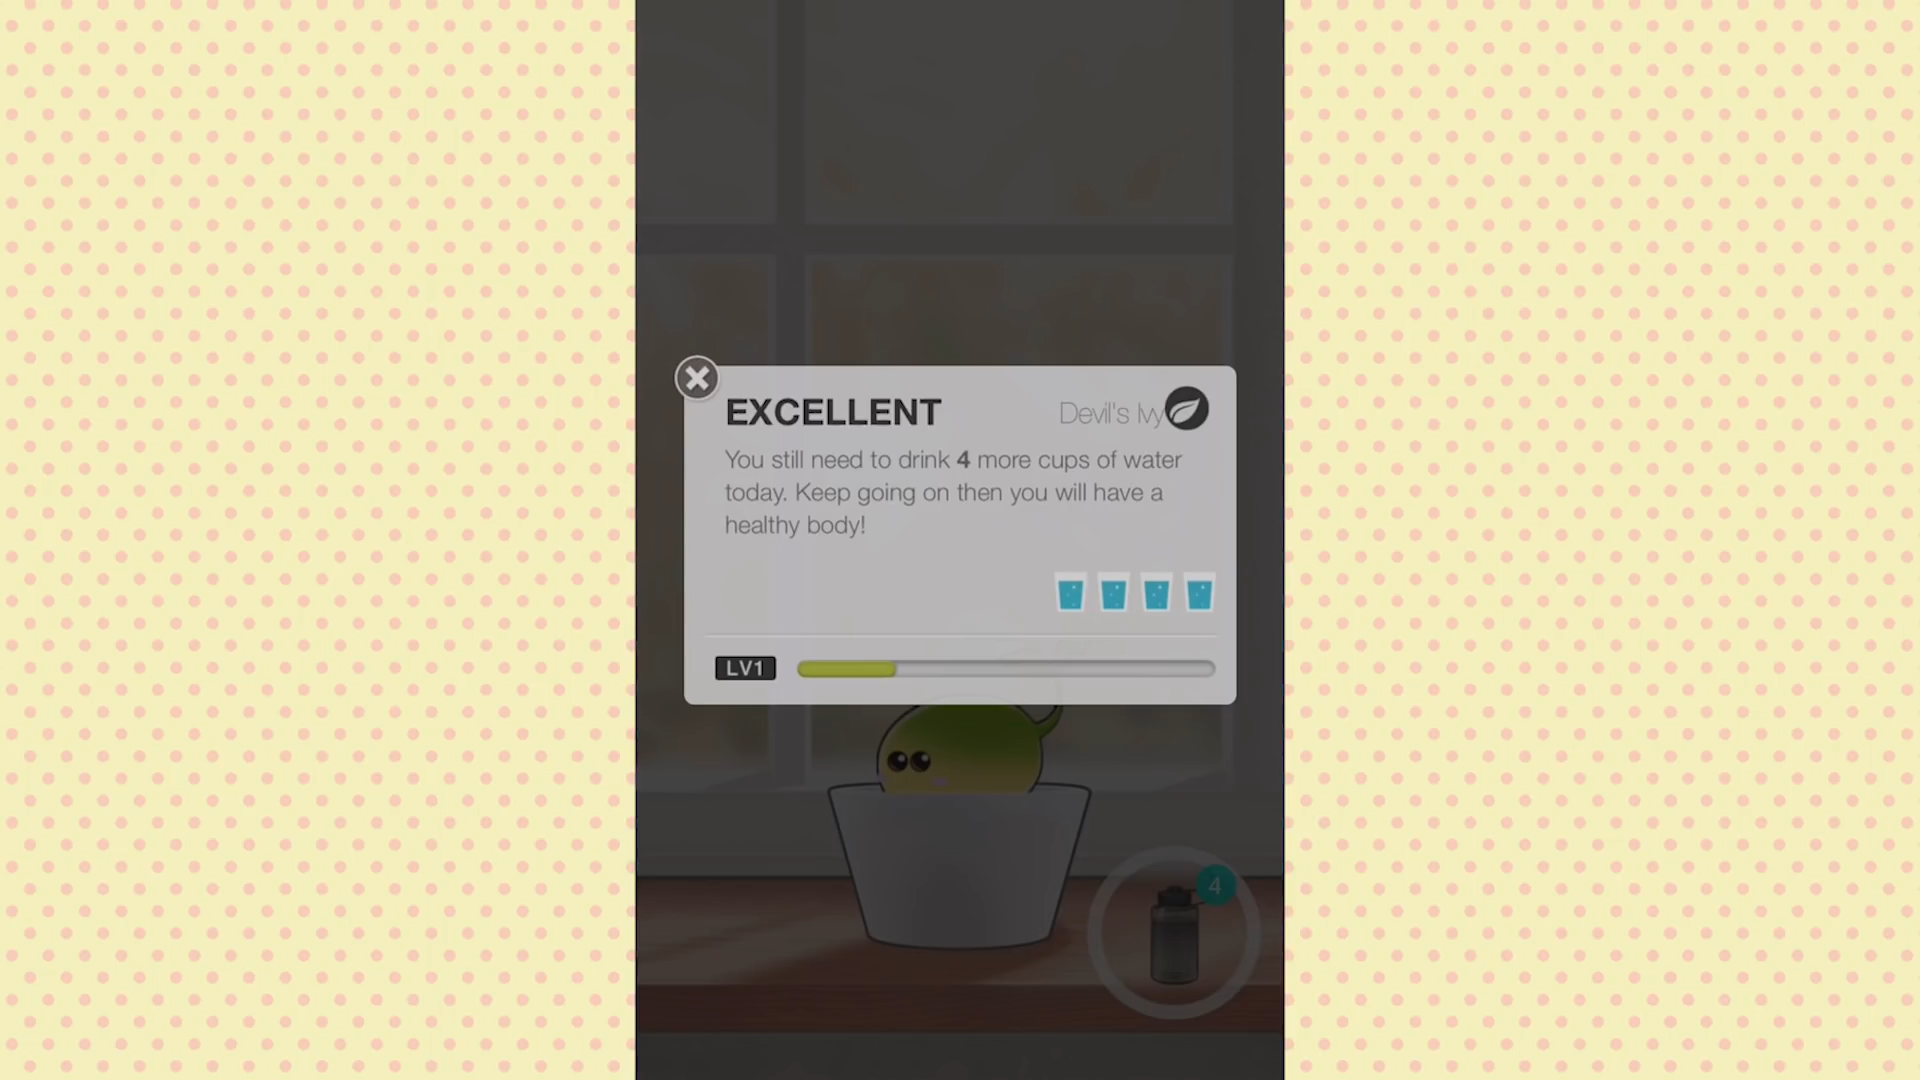 EXCELLENT
Devil's Ivy
You still need to drink 4 more cups of water
today. Keep going on then you will have a
healthy body!
LV1
4